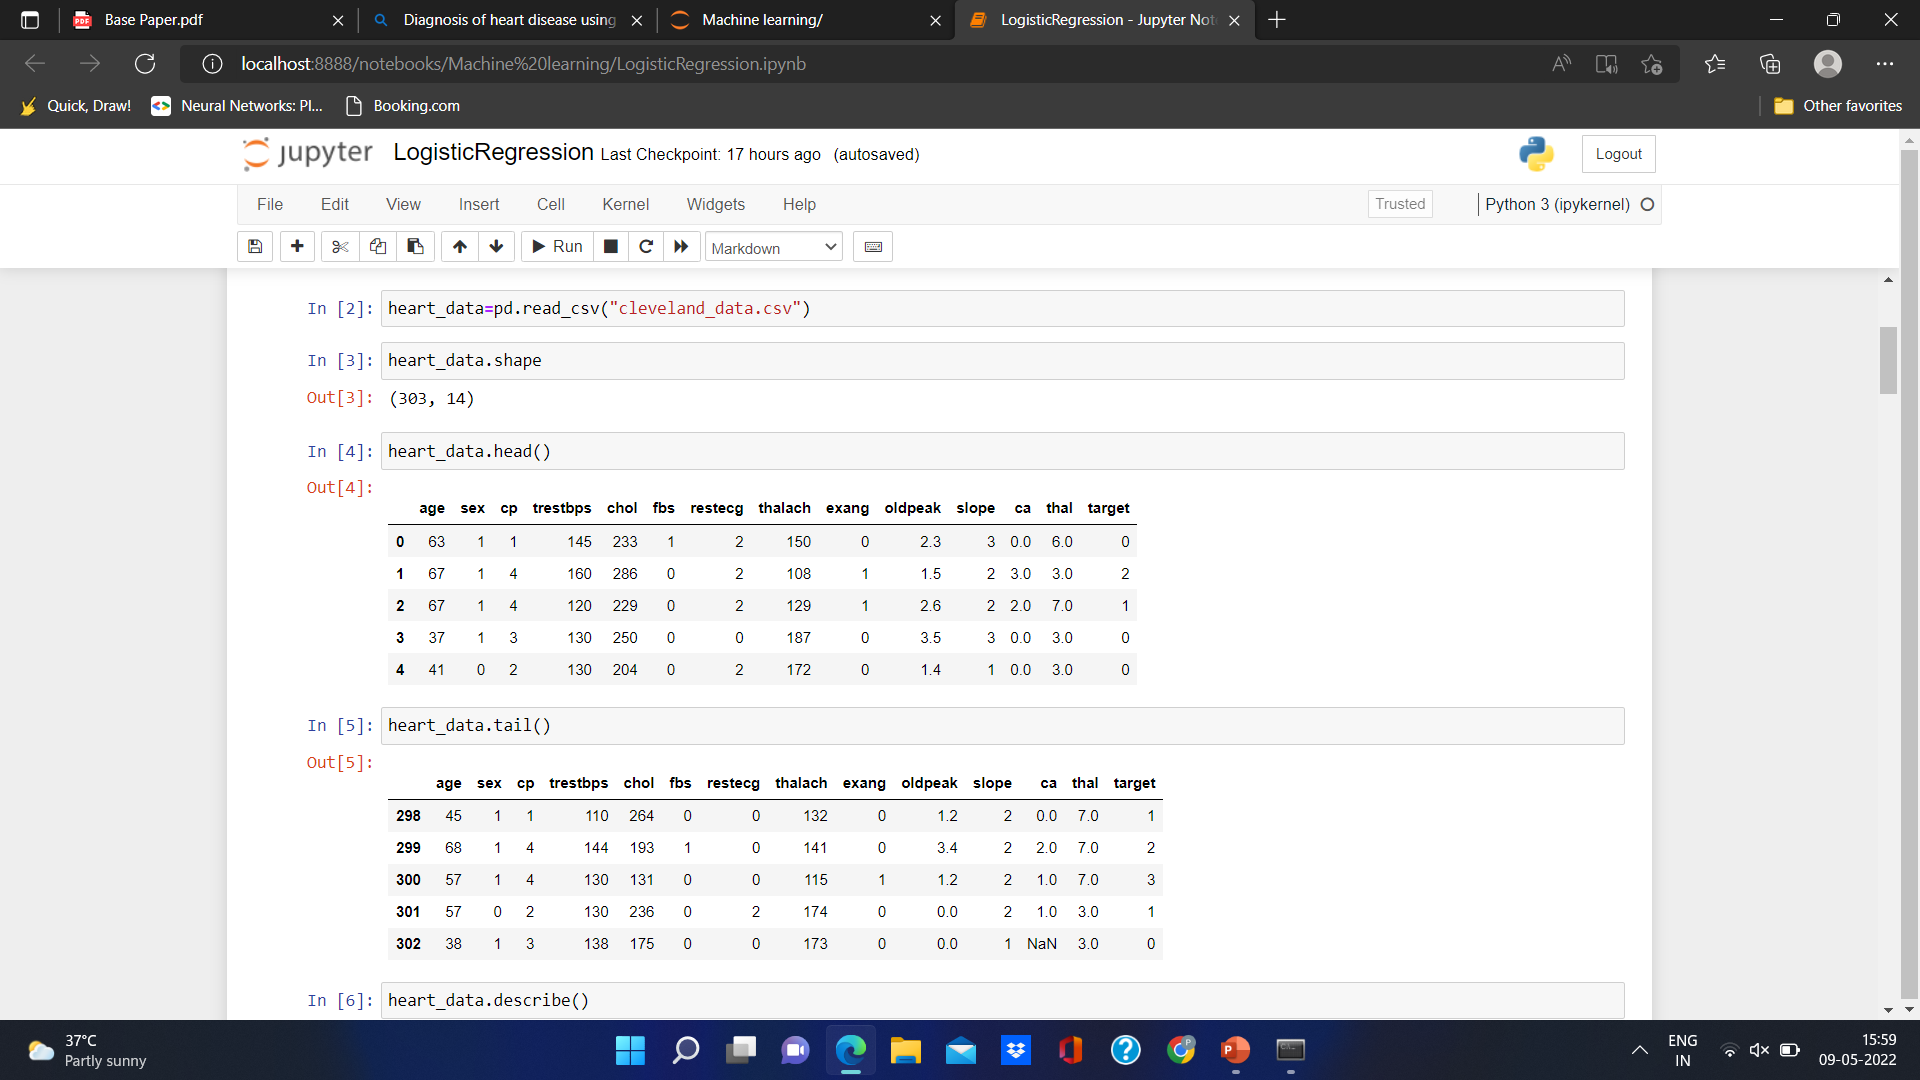 Base Paper.pdf
Diagnosis of heart disease using
Machine learning/
LogisticRegression - Jupyter Not
localhost:8888/notebooks/Machine%20learning/LogisticRegression.ipynb
Quick, Draw!
Neural Networks: Pl...
Booking.com
Other favorites
jupyter LogisticRegression Last Checkpoint: 17 hours ago (autosaved)
Logout
File Edit View Insert Cell Kernel Widgets Help
Trusted
Python 3 (ipykernel)
Run
Markdown
In [2]: heart_data=pd.read_csv("cleveland_data.csv")
In [3]: heart_data.shape
Out[3]: (303, 14)
In [4]: heart_data.head()
Out[4]:
age sex cp trestbps chol fbs restecg thalach exang oldpeak slope ca thal target
0 63 1 1 145 233 1 2 150 0 2.3 3 0.0 6.0 0
1 67 1 4 160 286 0 2 108 1 1.5 2 3.0 3.0 2
2 67 1 4 120 229 0 2 129 1 2.6 2 2.0 7.0 1
3 37 1 3 130 250 0 0 187 0 3.5 3 0.0 3.0 0
4 41 0 2 130 204 0 2 172 0 1.4 1 0.0 3.0 0
In [5]: heart_data.tail()
Out[5]:
age sex cp trestbps chol fbs restecg thalach exang oldpeak slope ca thal target
298 45 1 1 110 264 0 0 132 0 1.2 2 0.0 7.0 1
299 68 1 4 144 193 1 0 141 0 3.4 2 2.0 7.0 2
300 57 1 4 130 131 0 0 115 1 1.2 2 1.0 7.0 3
301 57 0 2 130 236 0 2 174 0 0.0 2 1.0 3.0 1
302 38 1 3 138 175 0 0 173 0 0.0 1 NaN 3.0 0
In [6]: heart_data.describe()
37°C
Partly sunny
ENG
IN
15:59
09-05-2022